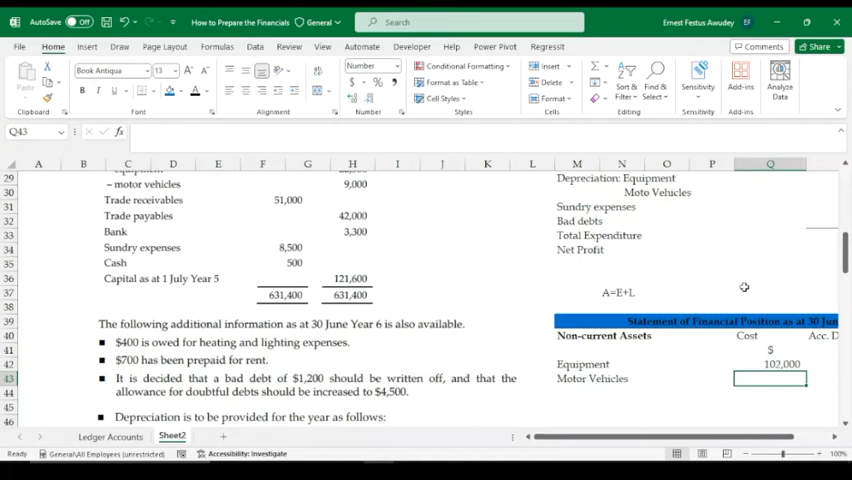 AutoSave Off How to Prepare the Financials General Search Ernest Festus Awudey EF
File Home Insert Draw Page Layout Formulas Data Review View Automate Developer Help Power Pivot Regressit Comments Share
Paste Book Antiqua 13 A A Number Conditional Formatting Insert Sort & Find & Sensitivity Add-ins Analyze
B I U A $ % , Format as Table Delete Filter Select Data
Cell Styles Format
Clipboard Font Alignment Number Styles Cells Editing Sensitivity Add-ins
Q43 fx
A B C D E F G H I J K L M N O P Q
29 Depreciation: Equipment
30 – motor vehicles 9,000 Moto Vehicles
31 Trade receivables 51,000 Sundry expenses
32 Trade payables 42,000 Bad debts
33 Bank 3,300 Total Expenditure
34 Sundry expenses 8,500 Net Profit
35 Cash 500
36 Capital as at 1 July Year 5 121,600
37 631,400 631,400 A=E+L
38
39 The following additional information as at 30 June Year 6 is also available. Statement of Financial Position as at 30 Jun
40 ■ $400 is owed for heating and lighting expenses. Non-current Assets Cost Acc. D
41 ■ $700 has been prepaid for rent. $
42 Equipment 102,000
43 ■ It is decided that a bad debt of $1,200 should be written off, and that the Motor Vehicles
44 allowance for doubtful debts should be increased to $4,500.
45
46 ■ Depreciation is to be provided for the year as follows:
Ledger Accounts Sheet2 +
Ready General\All Employees (unrestricted) Accessibility: Investigate 100%